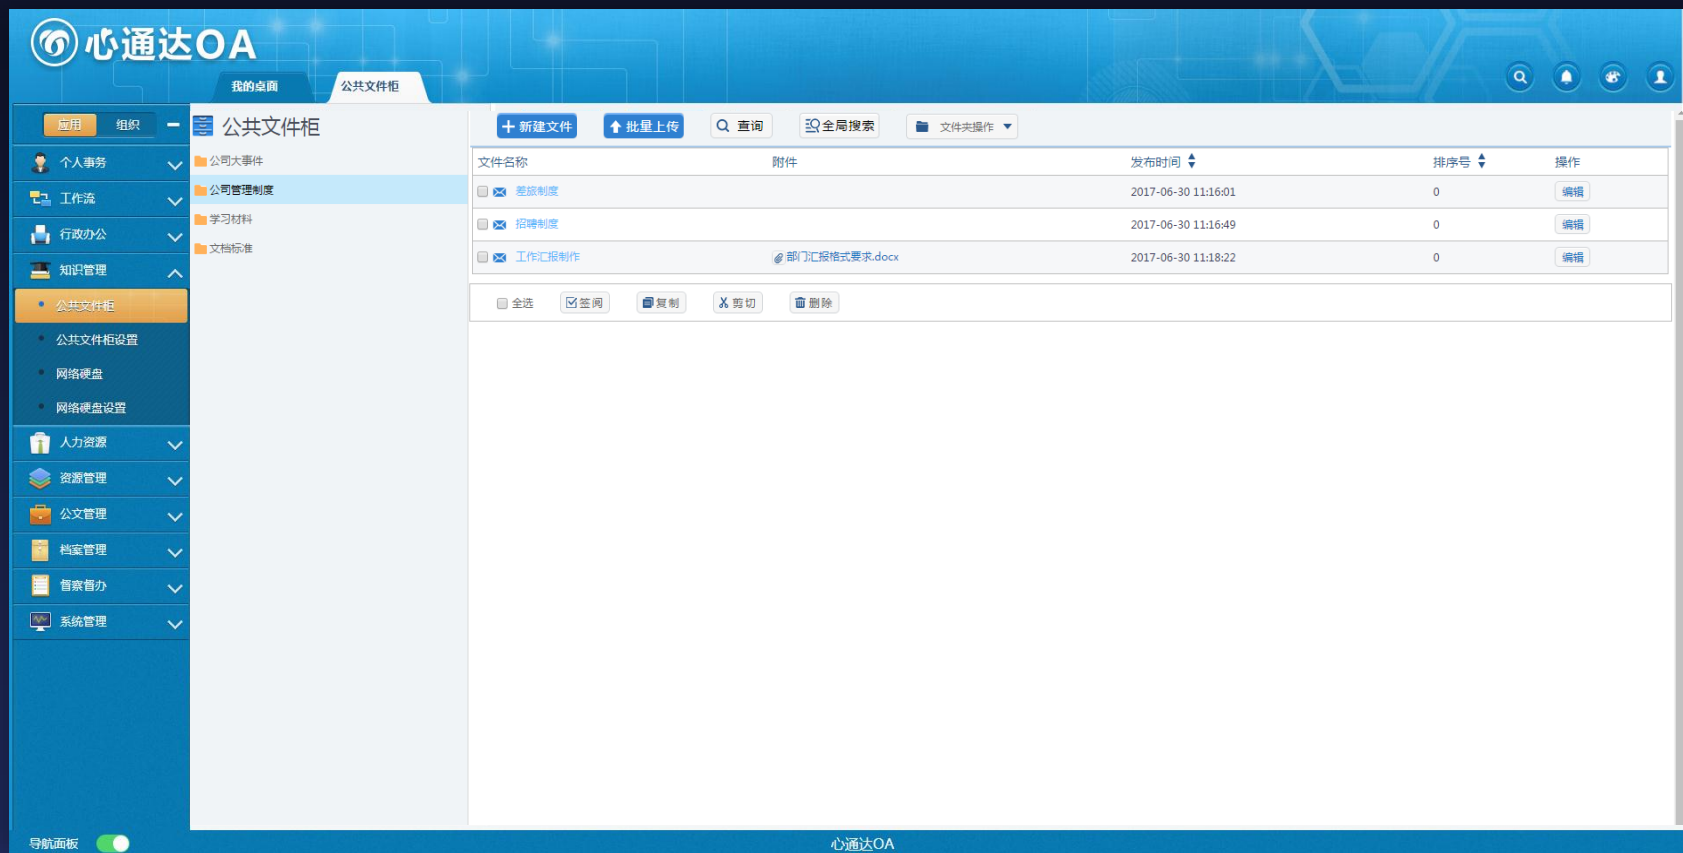 心通达OA
我的桌面
公共文件柜
应用
组织
个人事务
工作流
行政办公
知识管理
公共文件柜
公共文件柜设置
网络硬盘
网络硬盘设置
人力资源
资源管理
公文管理
档案管理
督察督办
系统管理
公共文件柜
公司大事件
公司管理制度
学习材料
文档标准
新建文件 批量上传 查询 全局搜索 文件夹操作
文件名称 附件 发布时间 排序号 操作
差旅制度 2017-06-30 11:16:01 0 编辑
招聘制度 2017-06-30 11:16:49 0 编辑
工作汇报制作 部门汇报格式要求.docx 2017-06-30 11:18:22 0 编辑
全选 签阅 复制 剪切 删除
导航面板
心通达OA